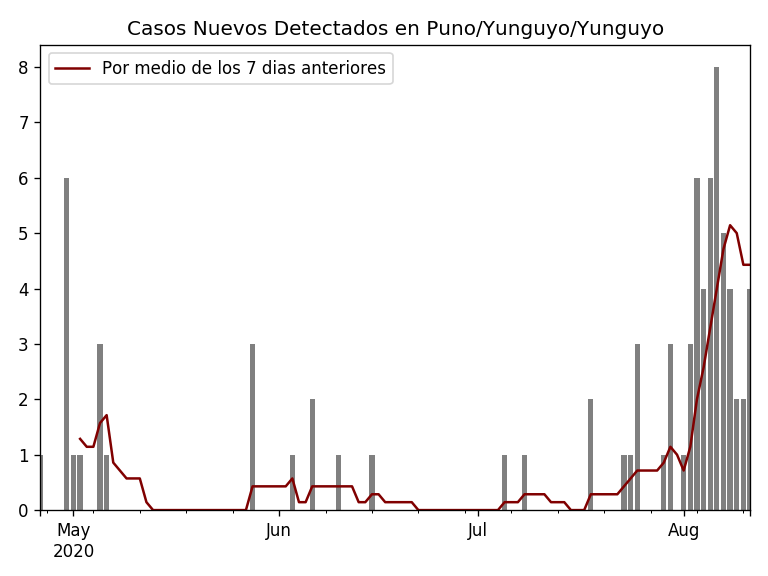 Casos Nuevos Detectados en Puno/Yunguyo/Yunguyo
Por medio de los 7 dias anteriores
8
7
6
5
4
3
2
1
0
May
2020
Jun
Jul
Aug